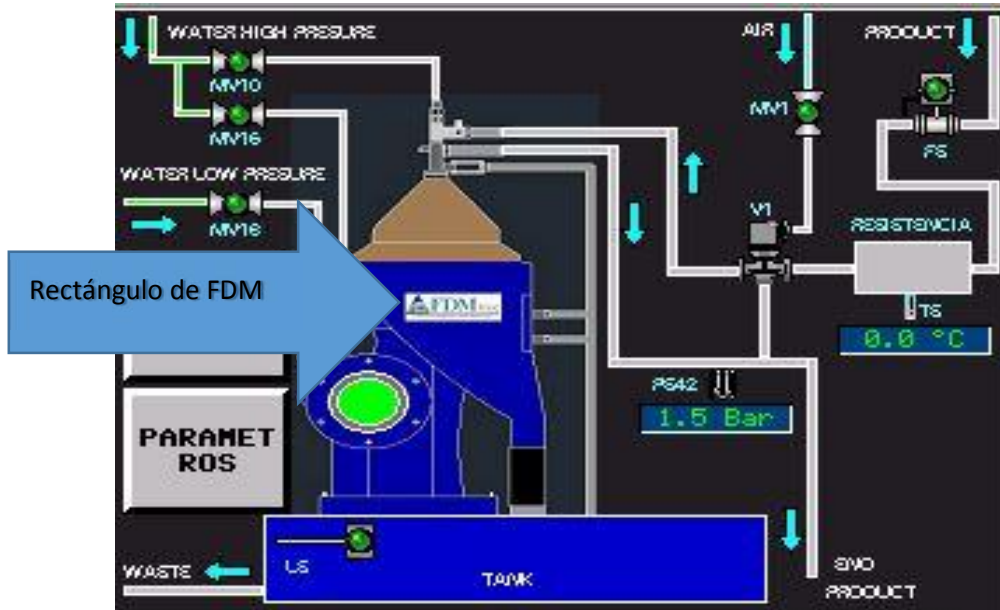 WATER HIGH PRESURE
AIR
PRODUCT
MV10
MV1
MV16
FS
WATER LOW PRESURE
V1
RESISTENCIA
MV16
Rectángulo de FDM
FDM
TS
0.0 °C
PS42
1.5 Bar
PARAMET
ROS
LS
TANK
WASTE
END
PRODUCT